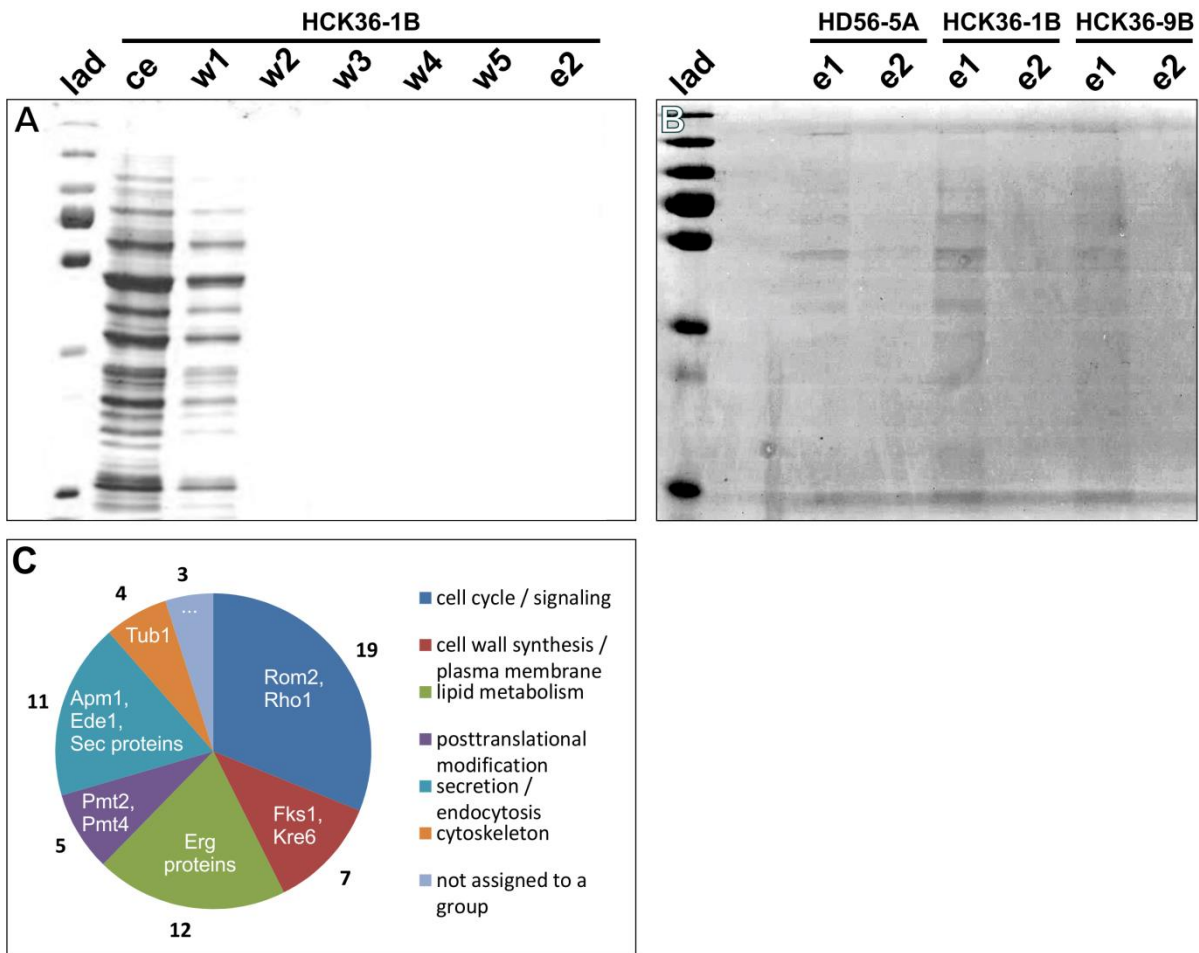 HCK36-1B
lad ce w1 w2 w3 w4 w5 e2
A
HD56-5A HCK36-1B HCK36-9B
lad e1 e2 e1 e2 e1 e2
B
C
3
4
19
11
5
12
7
...
Tub1
Rom2,
Rho1
Apm1,
Ede1,
Sec proteins
Pmt2,
Pmt4
Erg
proteins
Fks1,
Kre6
cell cycle / signaling
cell wall synthesis /
plasma membrane
lipid metabolism
posttranslational
modification
secretion /
endocytosis
cytoskeleton
not assigned to a
group